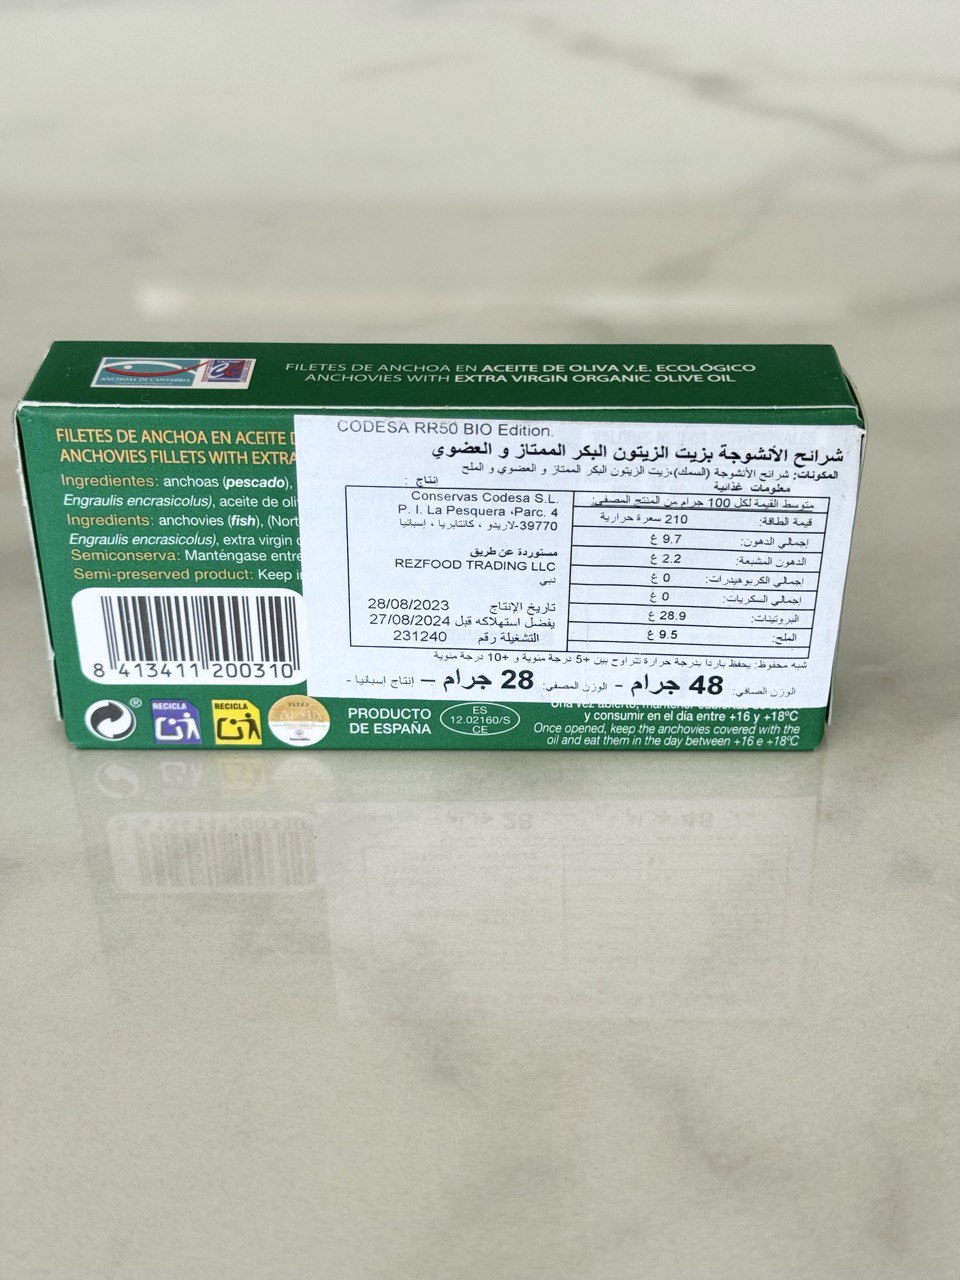 ANCHOAS DE CANTABRIA
FILETES DE ANCHOA EN ACEITE DE OLIVA V.E. ECOLÓGICO
ANCHOVIES WITH EXTRA VIRGIN ORGANIC OLIVE OIL
FILETES DE ANCHOA EN ACEITE
ANCHOVIES FILLETS WITH EXTRA
Ingredientes: anchoas (pescado),
Engraulis encrasicolus), aceite de oli
Ingredients: anchovies (fish), (Nort
Engraulis encrasicolus), extra virgin
Semiconserva: Manténgase entre
Semi-preserved product: Keep i
8 413411 200310
RECICLA
RECICLA
PRODUCTO
DE ESPAÑA
ES
12.02160/S
CE
CODESA RR50 BIO Edition.
شرائح الأنشوجة بزيت الزيتون البكر الممتاز و العضوي
المكونات: شرائح الأنشوجة (السمك)،زيت الزيتون البكر الممتاز و العضوي و الملح
معلومات غذائية
متوسط القيمة لكل 100 جرام من المنتج المصفي:
قيمة الطاقة: 210 سعرة حرارية
إجمالي الدهون: 9.7 غ
الدهون المشبعة: 2.2 غ
إجمالي الكربوهيدرات: 0 غ
إجمالي السكريات: 0 غ
البروتينات: 28.9 غ
الملح: 9.5 غ
انتاج :
Conservas Codesa S.L.
P. I. La Pesquera -Parc. 4
39770-لاريدو ، كانتابريا ، إسبانيا
مستوردة عن طريق
REZFOOD TRADING LLC
دبي
تاريخ الإنتاج 28/08/2023
يفضل استهلاكه قبل 27/08/2024
التشغيلة رقم 231240
شبه محفوظ: يحفظ باردا بدرجة حرارة تتراوح بين +5 درجة مئوية و +10 درجة مئوية
الوزن الصافي: 48 جرام - الوزن المصفي: 28 جرام – إنتاج اسبانيا -
y consumir en el día entre +16 y +18ºC
Once opened, keep the anchovies covered with the
oil and eat them in the day between +16 e +18ºC